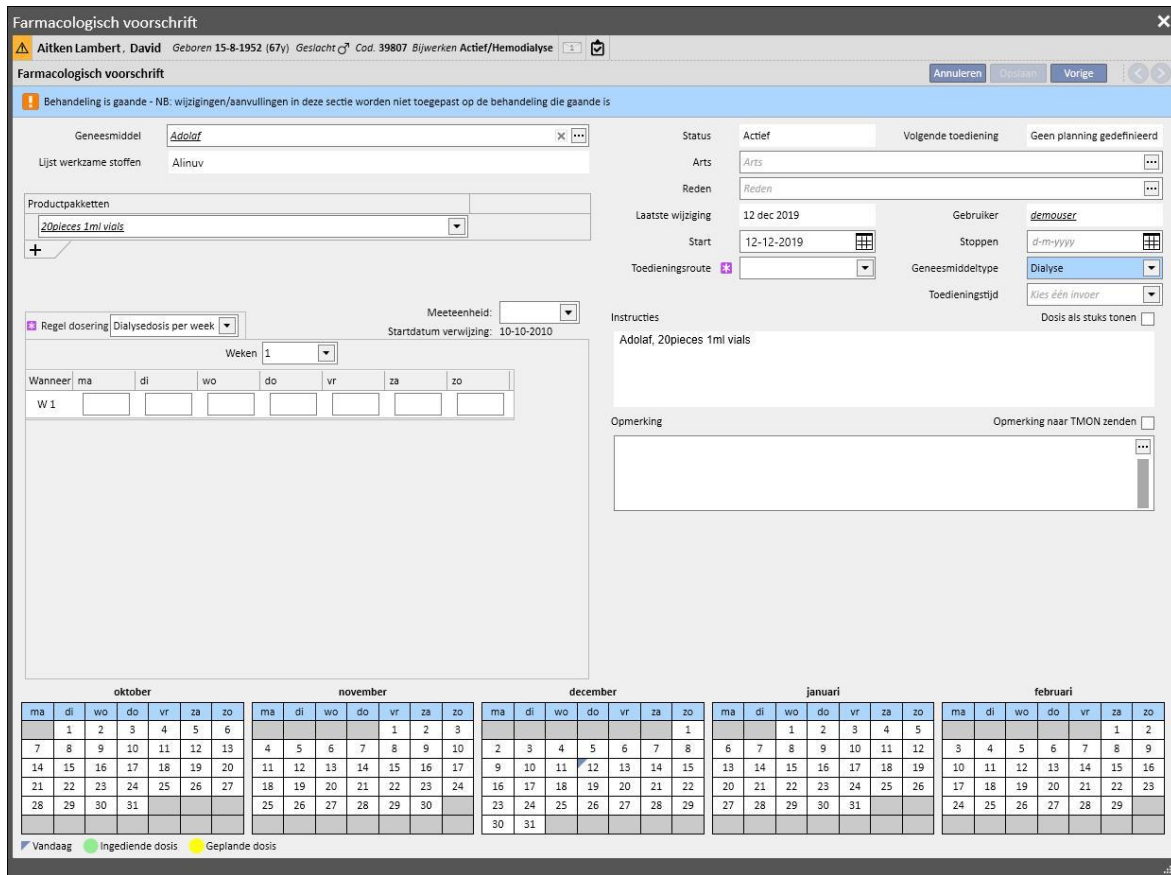 Farmacologisch voorschrift
Aitken Lambert, David Geboren 15-8-1952 (67y) Geslacht ♂ Cod. 39807 Bijwerken Actief/Hemodialyse 1
Farmacologisch voorschrift Annuleren Opslaan Vorige
Behandeling is gaande - NB: wijzigingen/aanvullingen in deze sectie worden niet toegepast op de behandeling die gaande is
Geneesmiddel Adolaf
Lijst werkzame stoffen Alinuv
Productpakketten
20pieces 1ml vials
Status Actief Volgende toediening Geen planning gedefinieerd
Arts Arts
Reden Reden
Laatste wijziging 12 dec 2019 Gebruiker demouser
Start 12-12-2019 Stoppen d-m-yyyy
Toedieningsroute Geneesmiddeltype Dialyse
Toedieningstijd Kies één invoer
Meeteenheid:
Regel dosering Dialysedosis per week Startdatum verwijzing: 10-10-2010
Weken 1
Wanneer ma di wo do vr za zo
W 1
Instructies Dosis als stuks tonen
Adolaf, 20pieces 1ml vials
Opmerking Opmerking naar TMON zenden
oktober
ma di wo do vr za zo
1 2 3 4 5 6
7 8 9 10 11 12 13
14 15 16 17 18 19 20
21 22 23 24 25 26 27
28 29 30 31
november
ma di wo do vr za zo
1 2 3
4 5 6 7 8 9 10
11 12 13 14 15 16 17
18 19 20 21 22 23 24
25 26 27 28 29 30
december
ma di wo do vr za zo
1
2 3 4 5 6 7 8
9 10 11 12 13 14 15
16 17 18 19 20 21 22
23 24 25 26 27 28 29
30 31
januari
ma di wo do vr za zo
1 2 3 4 5
6 7 8 9 10 11 12
13 14 15 16 17 18 19
20 21 22 23 24 25 26
27 28 29 30 31
februari
ma di wo do vr za zo
1 2
3 4 5 6 7 8 9
10 11 12 13 14 15 16
17 18 19 20 21 22 23
24 25 26 27 28 29
Vandaag Ingediende dosis Geplande dosis